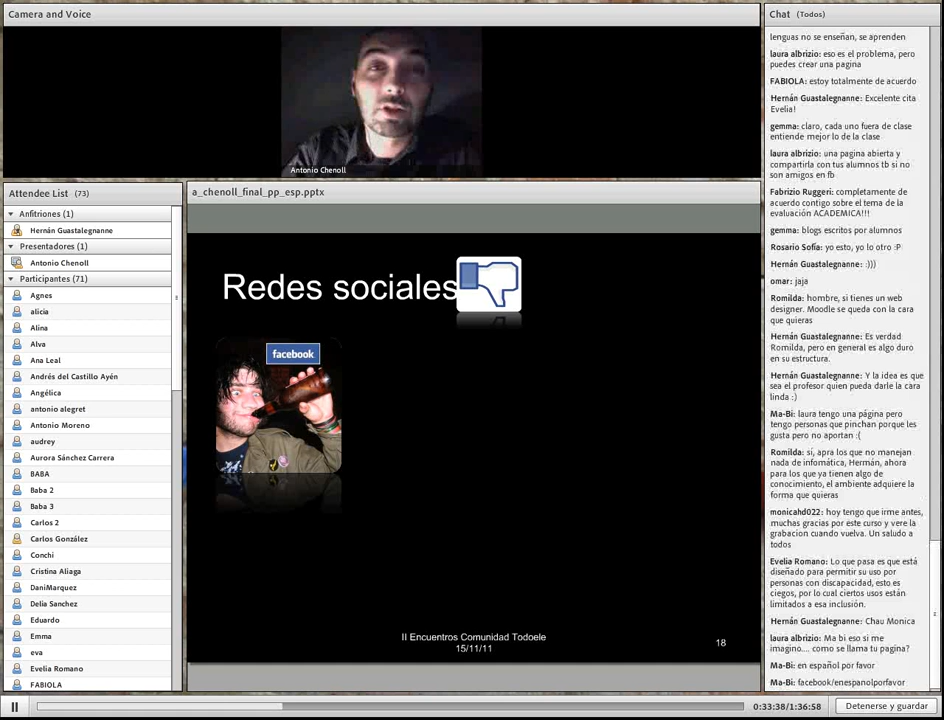 Camera and Voice
Antonio Chenoll
Attendee List (73)
Anfitriones (1)
Hernán Guastalegnanne
Presentadores (1)
Antonio Chenoll
Participantes (71)
Agnes
alicia
Alina
Alva
Ana Leal
Andrés del Castillo Ayén
Angélica
antonio alegret
Antonio Moreno
audrey
Aurora Sánchez Carrera
BABA
Baba 2
Baba 3
Carlos 2
Carlos González
Conchi
Cristina Aliaga
DaniMarquez
Delia Sanchez
Eduardo
Emma
eva
Evelia Romano
FABIOLA
a_chenoll_final_pp_esp.pptx
Redes sociales
facebook
II Encuentros Comunidad Todoele
15/11/11
18
Chat (Todos)
lenguas no se enseñan, se aprenden
laura albrizio: eso es el problema, pero
puedes crear una pagina
FABIOLA: estoy totalmente de acuerdo
Hernán Guastalegnanne: Excelente cita
Evelia!
gemma: claro, cada uno fuera de clase
entiende mejor lo de la clase
laura albrizio: una pagina abierta y
compartirla con tus alumnos tb si no
son amigos en fb
Fabrizio Ruggeri: completamente de
acuerdo contigo sobre el tema de la
evaluación ACADEMICA!!!
gemma: blogs escritos por alumnos
Rosario Sofía: yo esto, yo lo otro :P
Hernán Guastalegnanne: :)))
omar: jaja
Romilda: hombre, si tienes un web
designer. Moodle se queda con la cara
que quieras
Hernán Guastalegnanne: Es verdad
Romilda, pero en general es algo duro
en su estructura.
Hernán Guastalegnanne: Y la idea es que
sea el profesor quien pueda darle la cara
linda :)
Ma-Bi: laura tengo una página pero
tengo personas que pinchan porque les
gusta pero no aportan :(
Romilda: si, apra los que no manejan
nada de infomática, Hermán, ahora
para los que ya tienen algo de
conocimiento, el ambiente adquiere la
forma que quieras
monicahd022: hoy tengo que irme antes,
muchas gracias por este curso y vere la
grabacion cuando vuelva. Un saludo a
todos
Evelia Romano: Lo que pasa es que está
diseñado para permitir su uso por
personas con discapacidad, esto es
ciegos, por lo cual ciertos usos están
limitados a esa inclusión.
Hernán Guastalegnanne: Chau Monica
laura albrizio: Ma bi eso si me
imagino.... como se llama tu pagina?
Ma-Bi: en español por favor
Ma-Bi: facebook/enespanolporfavor
0:33:38/1:36:58
Detenerse y guardar